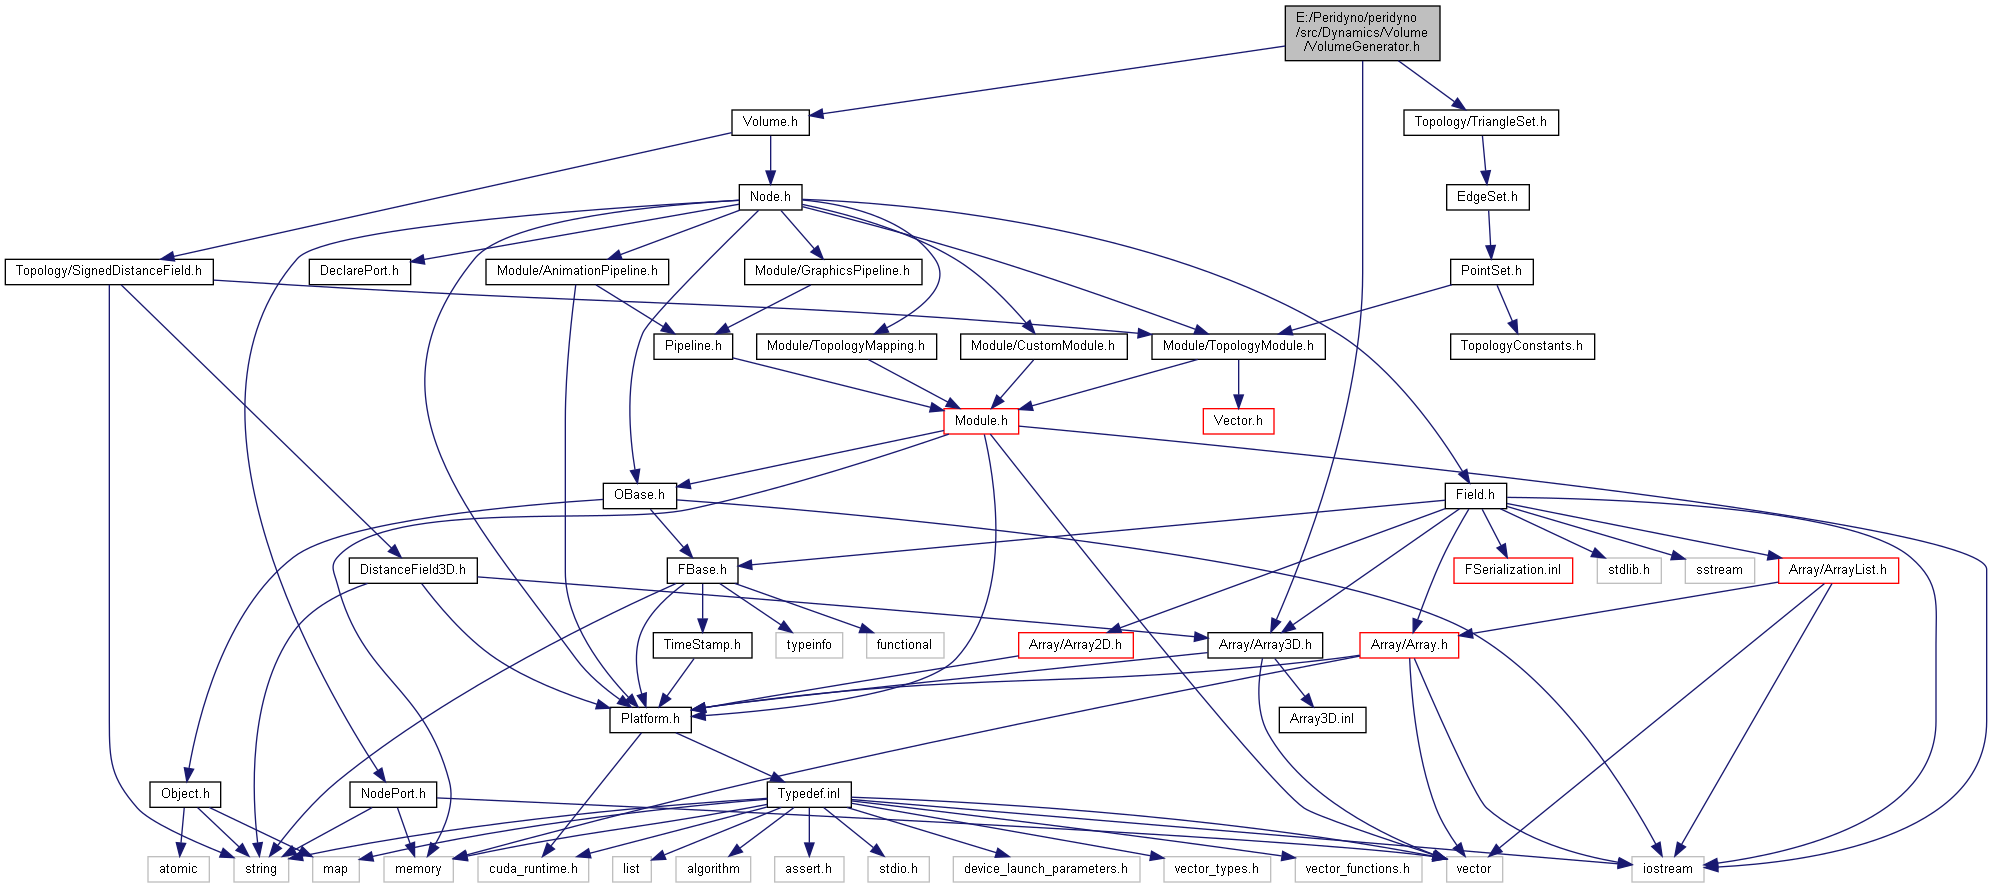 E:/Peridyno/peridyno
/src/Dynamics/Volume
/VolumeGenerator.h
Volume.h
Topology/TriangleSet.h
Node.h
EdgeSet.h
Topology/SignedDistanceField.h
DeclarePort.h
Module/AnimationPipeline.h
Module/GraphicsPipeline.h
PointSet.h
Pipeline.h
Module/TopologyMapping.h
Module/CustomModule.h
Module/TopologyModule.h
TopologyConstants.h
Module.h
Vector.h
OBase.h
Field.h
DistanceField3D.h
FBase.h
FSerialization.inl
stdlib.h
sstream
Array/ArrayList.h
TimeStamp.h
typeinfo
functional
Array/Array2D.h
Array/Array3D.h
Array/Array.h
Platform.h
Array3D.inl
Object.h
NodePort.h
Typedef.inl
atomic
string
map
memory
cuda_runtime.h
list
algorithm
assert.h
stdio.h
device_launch_parameters.h
vector_types.h
vector_functions.h
vector
iostream